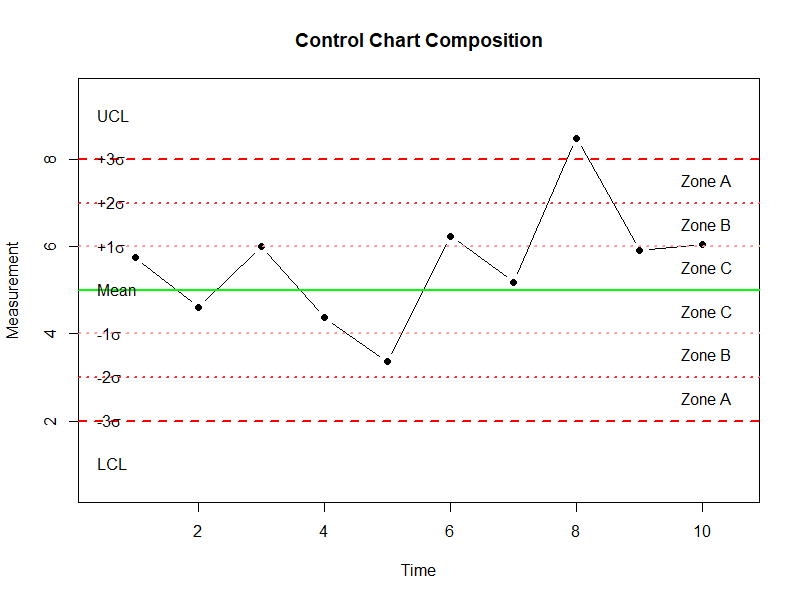 Control Chart Composition
UCL
8
+3σ
Zone A
+2σ
Zone B
6
+1σ
Zone C
Measurement
Mean
Zone C
4
-1σ
Zone B
-2σ
Zone A
2
-3σ
LCL
2 4 6 8 10
Time